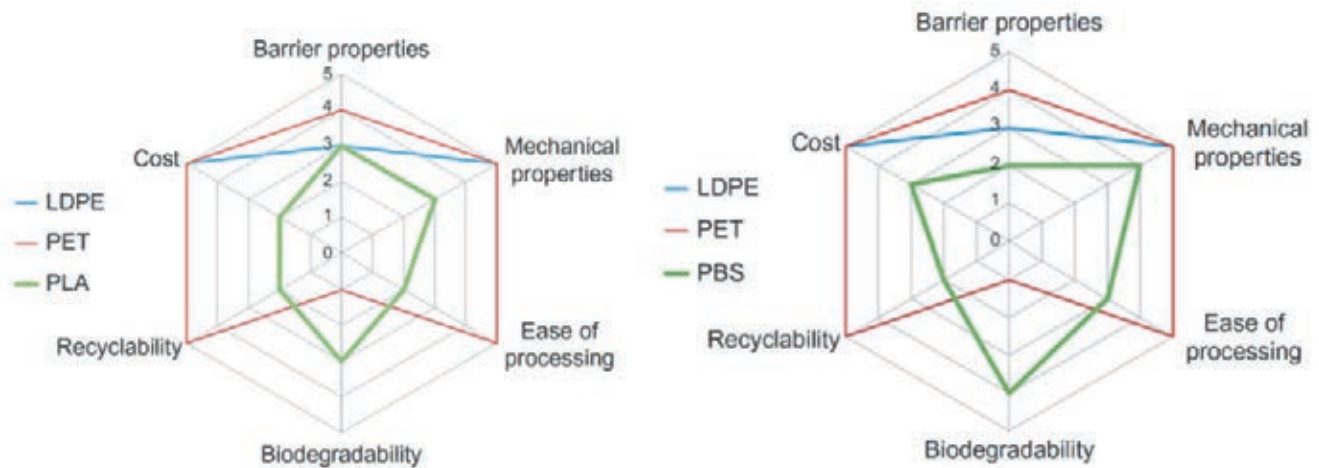 Barrier properties
5
4
3
2
1
0
Cost
Mechanical
properties
LDPE
PET
PLA
Recyclability
Ease of
processing
Biodegradability
Barrier properties
5
4
3
2
1
0
Cost
Mechanical
properties
LDPE
PET
PBS
Recyclability
Ease of
processing
Biodegradability